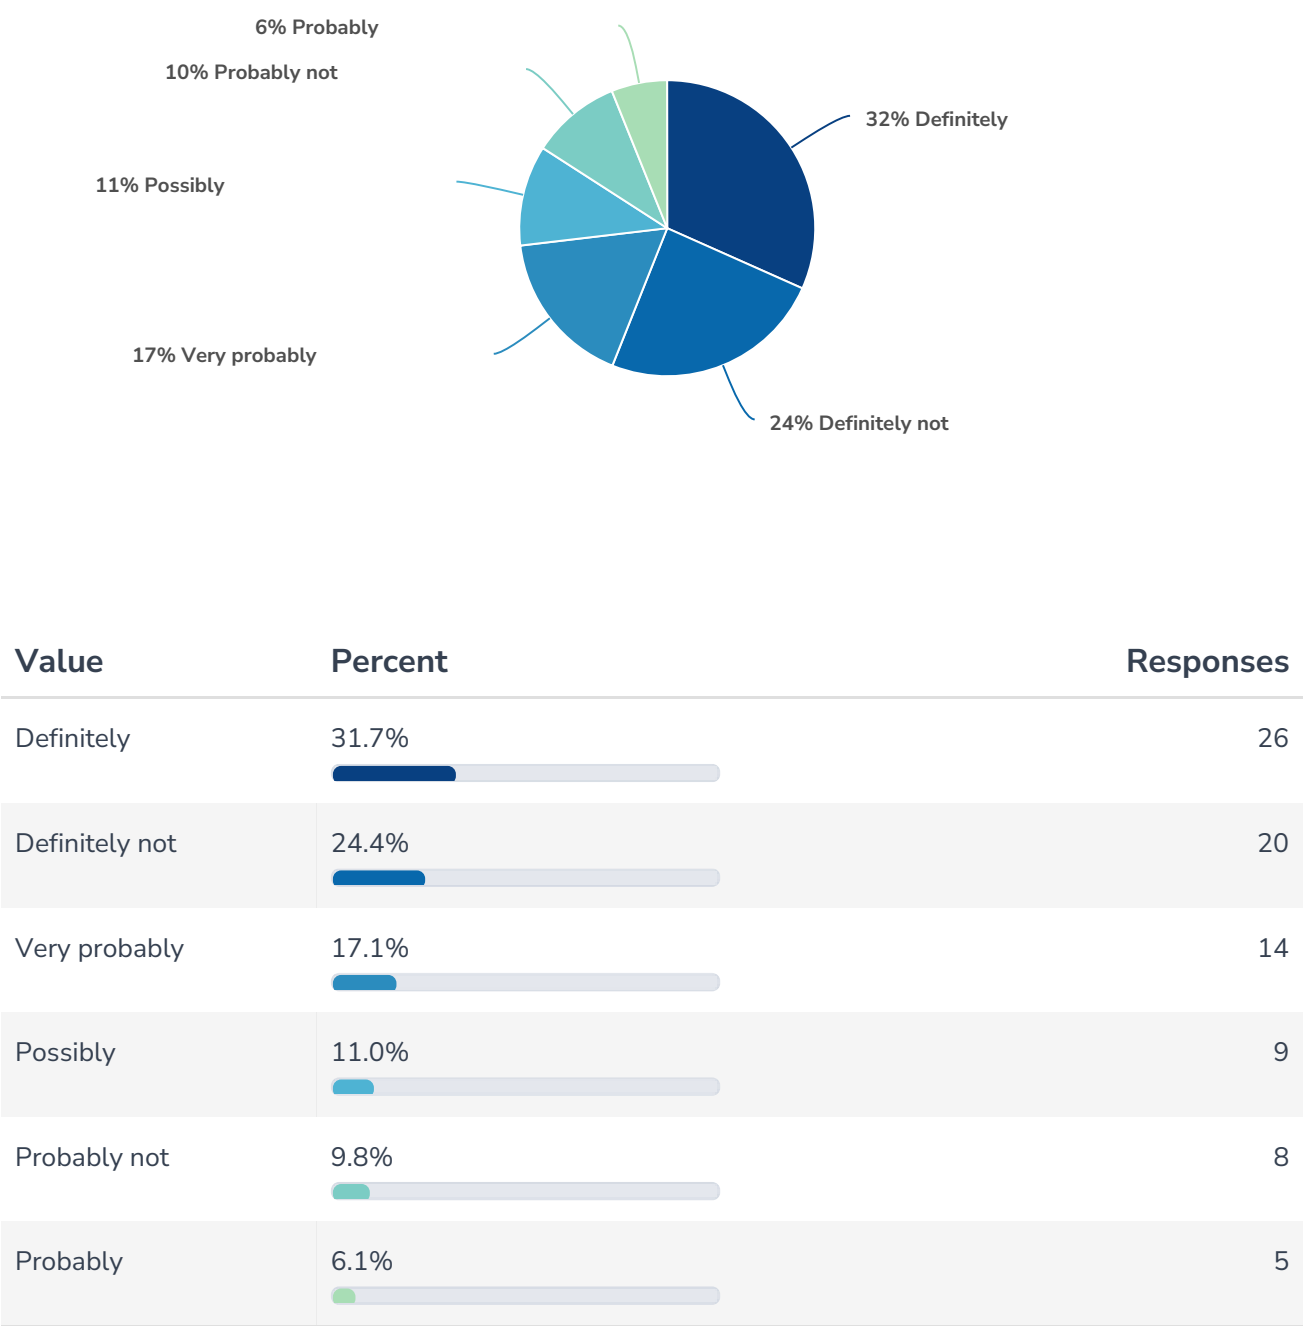 6% Probably
10% Probably not
32% Definitely
11% Possibly
17% Very probably
24% Definitely not
Value Percent Responses
Definitely 31.7% 26
Definitely not 24.4% 20
Very probably 17.1% 14
Possibly 11.0% 9
Probably not 9.8% 8
Probably 6.1% 5